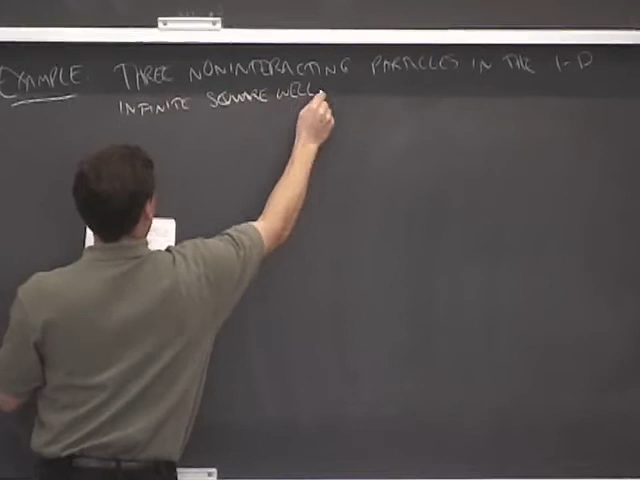 EXAMPLE: THREE NONINTERACTING PARTICLES IN THE 1-D
INFINITE SQUARE WELL.